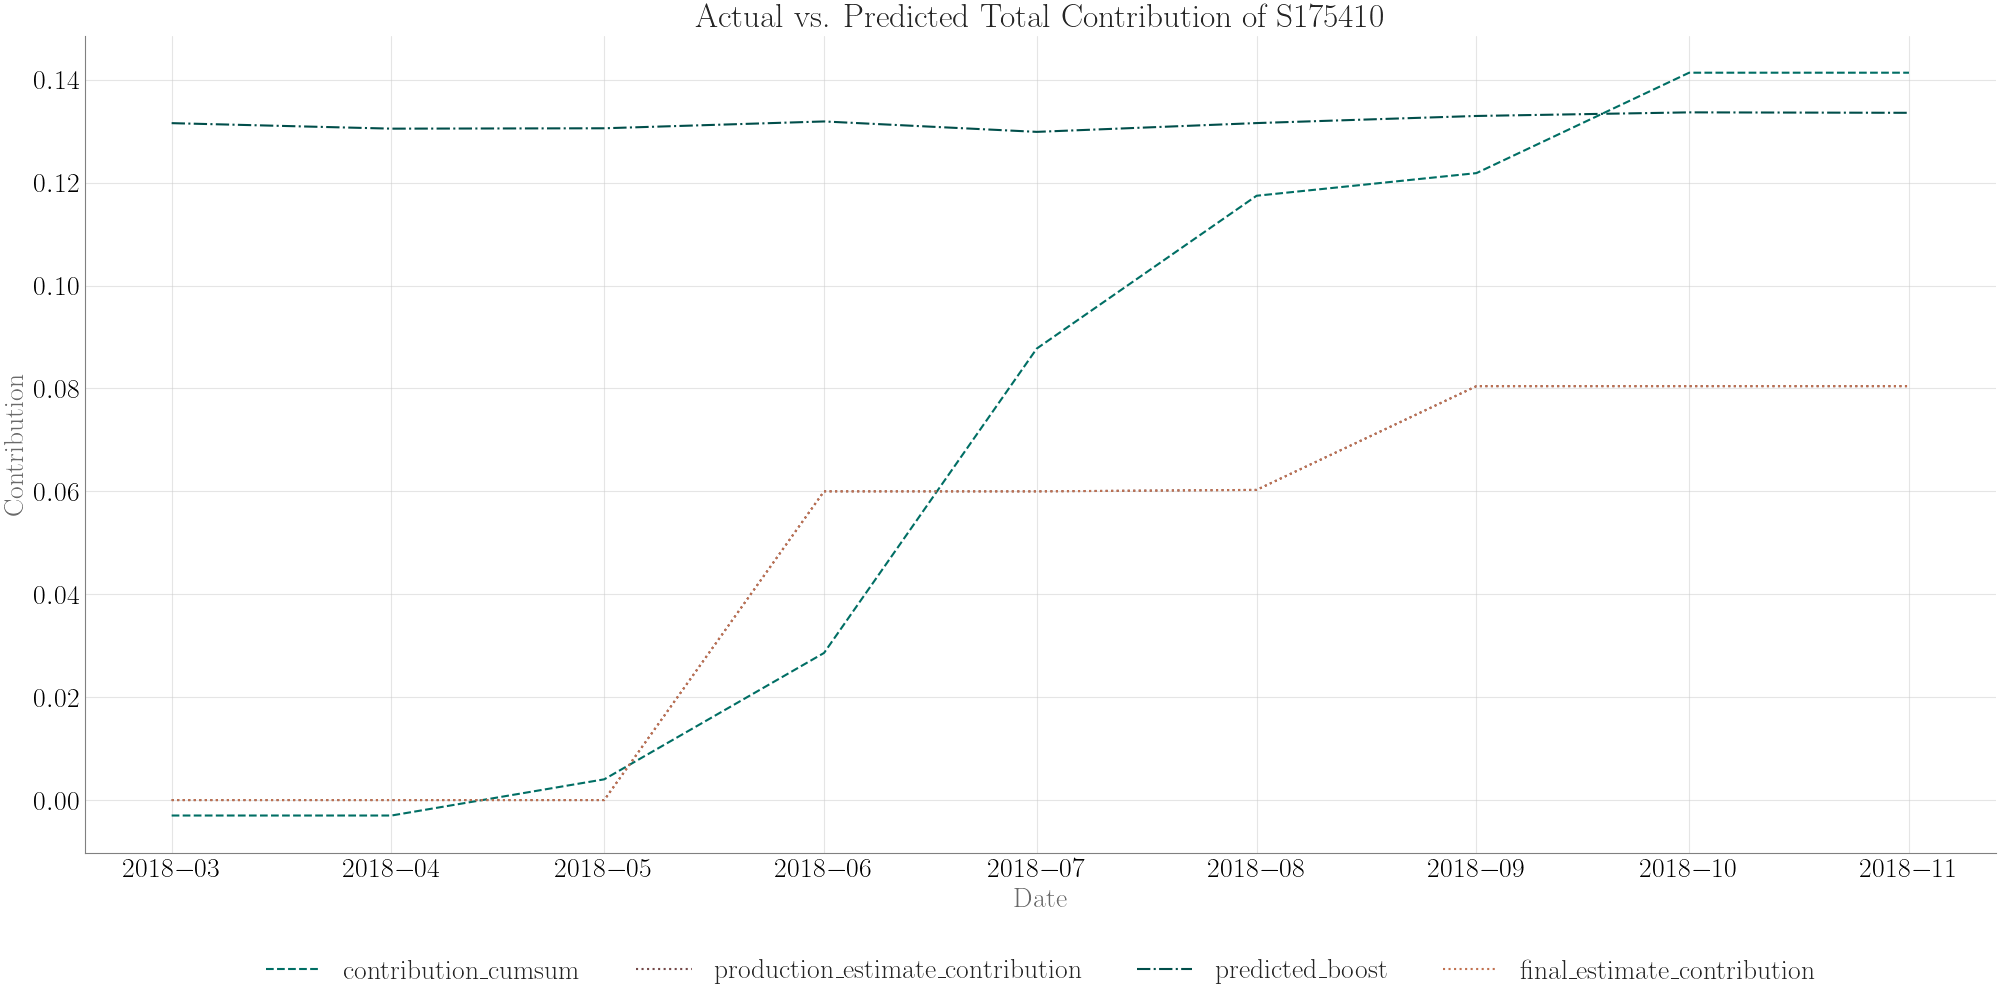 Actual vs. Predicted Total Contribution of S175410
Contribution
0.14
0.12
0.10
0.08
0.06
0.04
0.02
0.00
2018−03 2018−04 2018−05 2018−06 2018−07 2018−08 2018−09 2018−10 2018−11
Date
contribution_cumsum production_estimate_contribution predicted_boost final_estimate_contribution